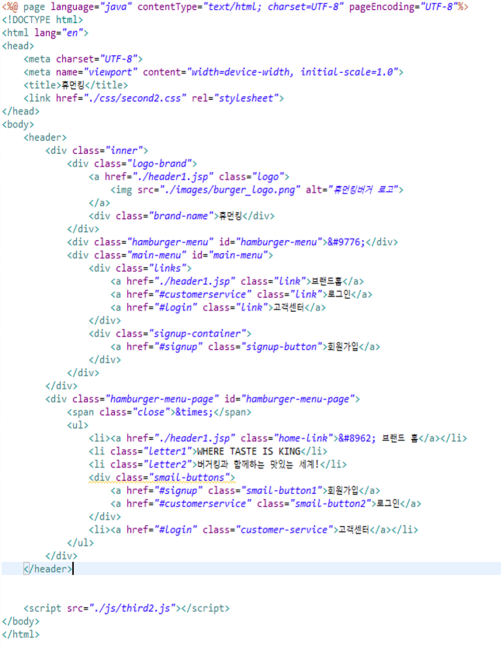 <%@ page language="java" contentType="text/html; charset=UTF-8" pageEncoding="UTF-8"%>
<!DOCTYPE html>
<html lang="en">
<head>
    <meta charset="UTF-8">
    <meta name="viewport" content="width=device-width, initial-scale=1.0">
    <title>휴먼킹</title>
    <link href="./css/second2.css" rel="stylesheet">
</head>
<body>
    <header>
        <div class="inner">
            <div class="logo-brand">
                <a href="./header1.jsp" class="logo">
                    <img src="./images/burger_logo.png" alt="휴먼킹버거 로고">
                </a>
                <div class="brand-name">휴먼킹</div>
            </div>
            <div class="hamburger-menu" id="hamburger-menu">&#9776;</div>
            <div class="main-menu" id="main-menu">
                <div class="links">
                    <a href="./header1.jsp" class="link">브랜드홈</a>
                    <a href="#customerservice" class="link">로그인</a>
                    <a href="#login" class="link">고객센터</a>
                </div>
                <div class="signup-container">
                    <a href="#signup" class="signup-button">회원가입</a>
                </div>
            </div>
        </div>
        <div class="hamburger-menu-page" id="hamburger-menu-page">
            <span class="close">&times;</span>
            <ul>
                <li><a href="./header1.jsp" class="home-link">&#8962; 브랜드 홈</a></li>
                <li class="letter1">WHERE TASTE IS KING</li>
                <li class="letter2">버거킹과 함께하는 맛있는 세계!</li>
                <div class="smail-buttons">
                    <a href="#signup" class="smail-button1">회원가입</a>
                    <a href="#customerservice" class="smail-button2">로그인</a>
                </div>
                <li><a href="#login" class="customer-service">고객센터</a></li>
            </ul>
        </div>
    </header>
    <script src="./js/third2.js"></script>
</body>
</html>